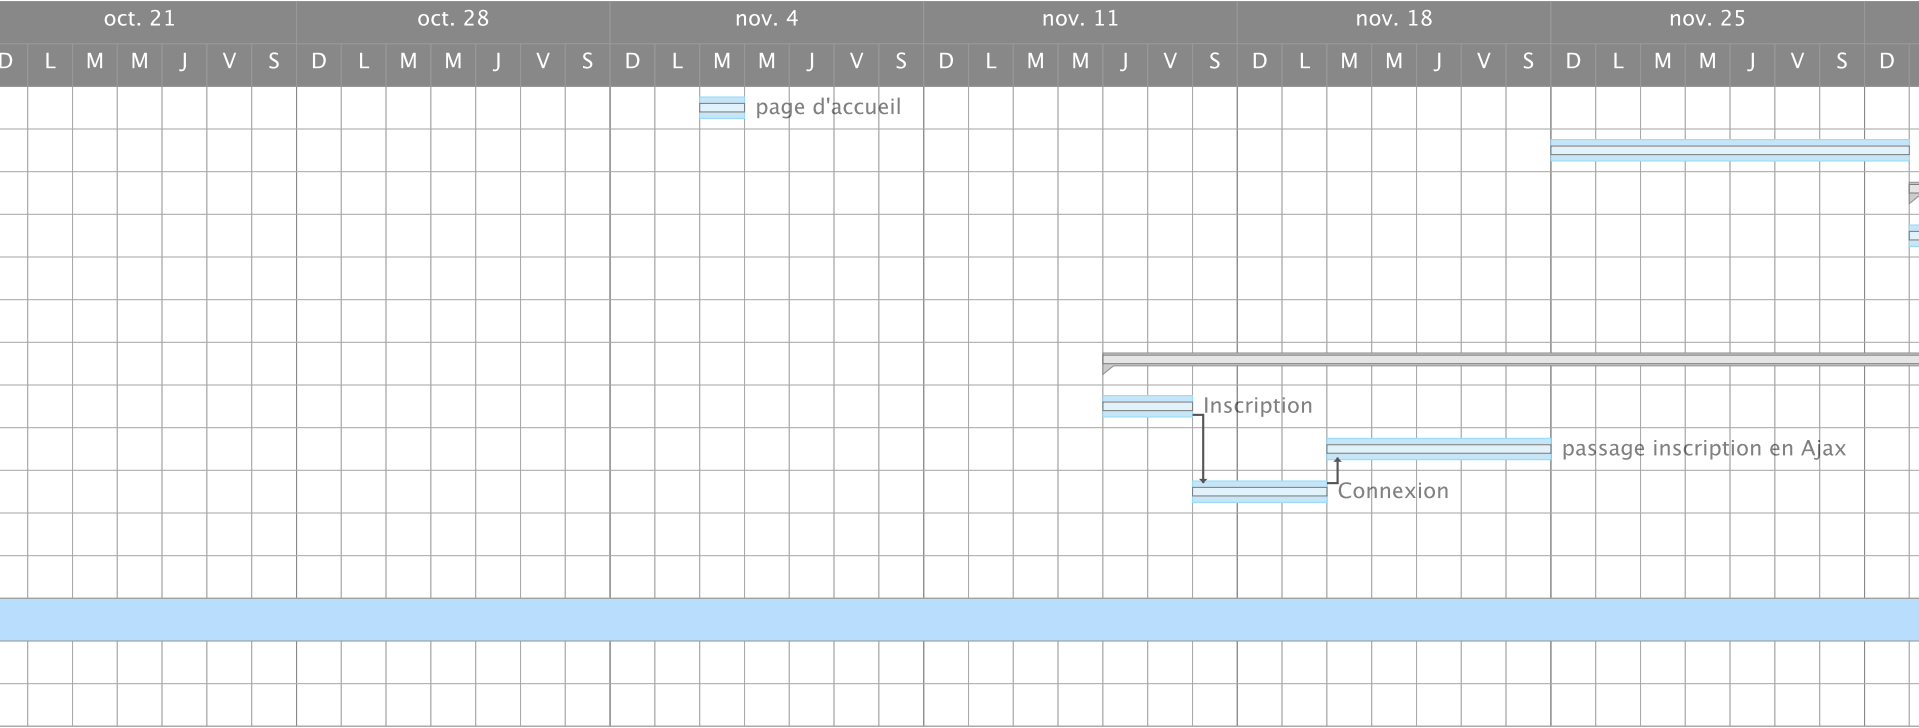 oct. 21 oct. 28 nov. 4 nov. 11 nov. 18 nov. 25
D L M M J V S D L M M J V S D L M M J V S D L M M J V S D L M M J V S D L M M J V S D
page d'accueil
Inscription
passage inscription en Ajax
Connexion